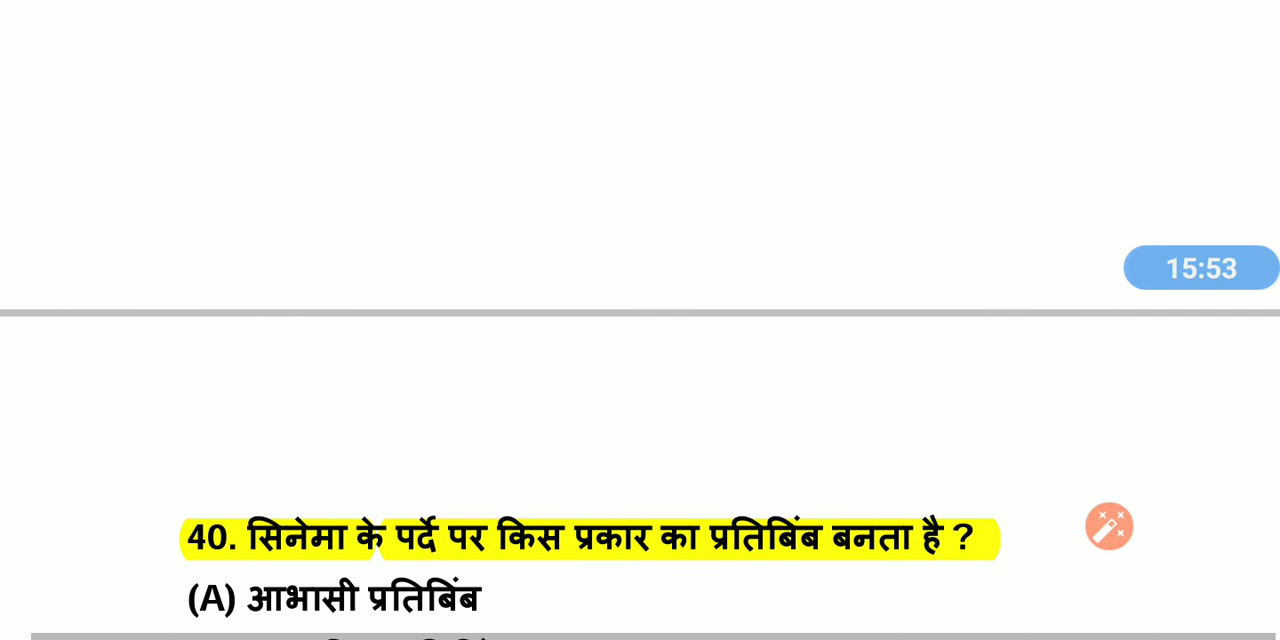 15:53
40. सिनेमा के पर्दे पर किस प्रकार का प्रतिबिंब बनता है ?
(A) आभासी प्रतिबिंब